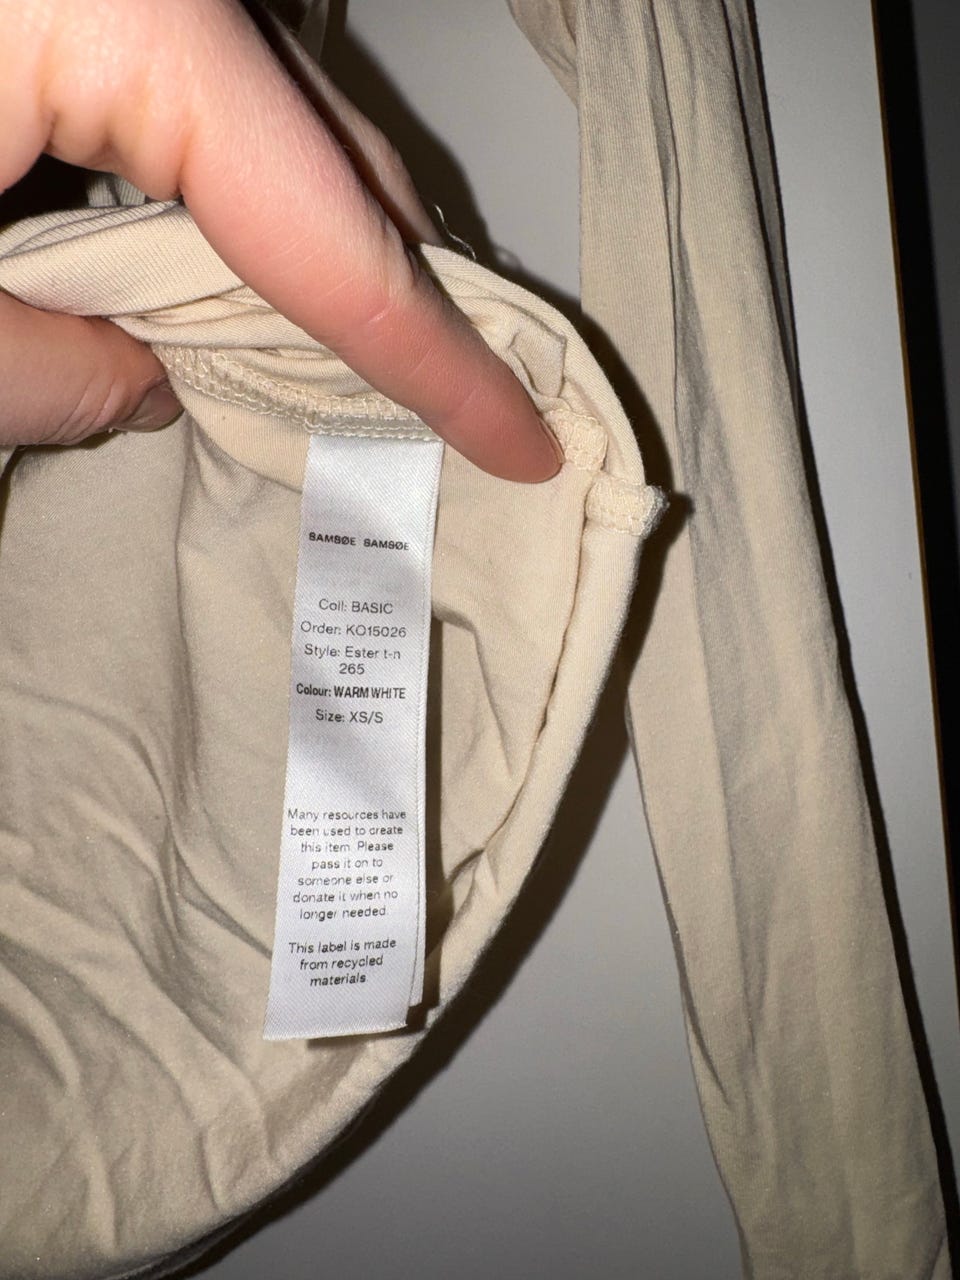 SAMSØE SAMSØE
Coll: BASIC
Order: KO15026
Style: Ester t-n
265
Colour: WARM WHITE
Size: XS/S
Many resources have
been used to create
this item. Please
pass it on to
someone else or
donate it when no
longer needed.
This label is made
from recycled
materials